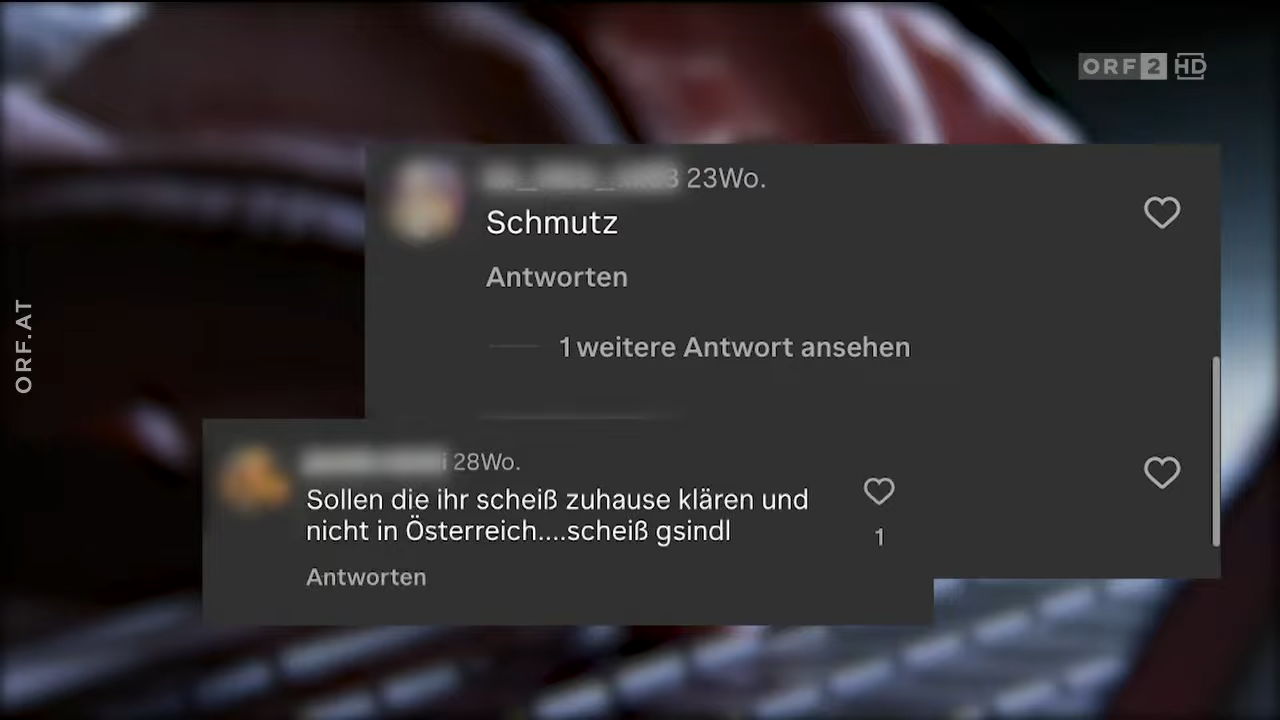 ORF 2 HD
ORF.AT
23Wo.
Schmutz
Antworten
1 weitere Antwort ansehen
28Wo.
Sollen die ihr scheiß zuhause klären und
nicht in Österreich....scheiß gsindl
1
Antworten